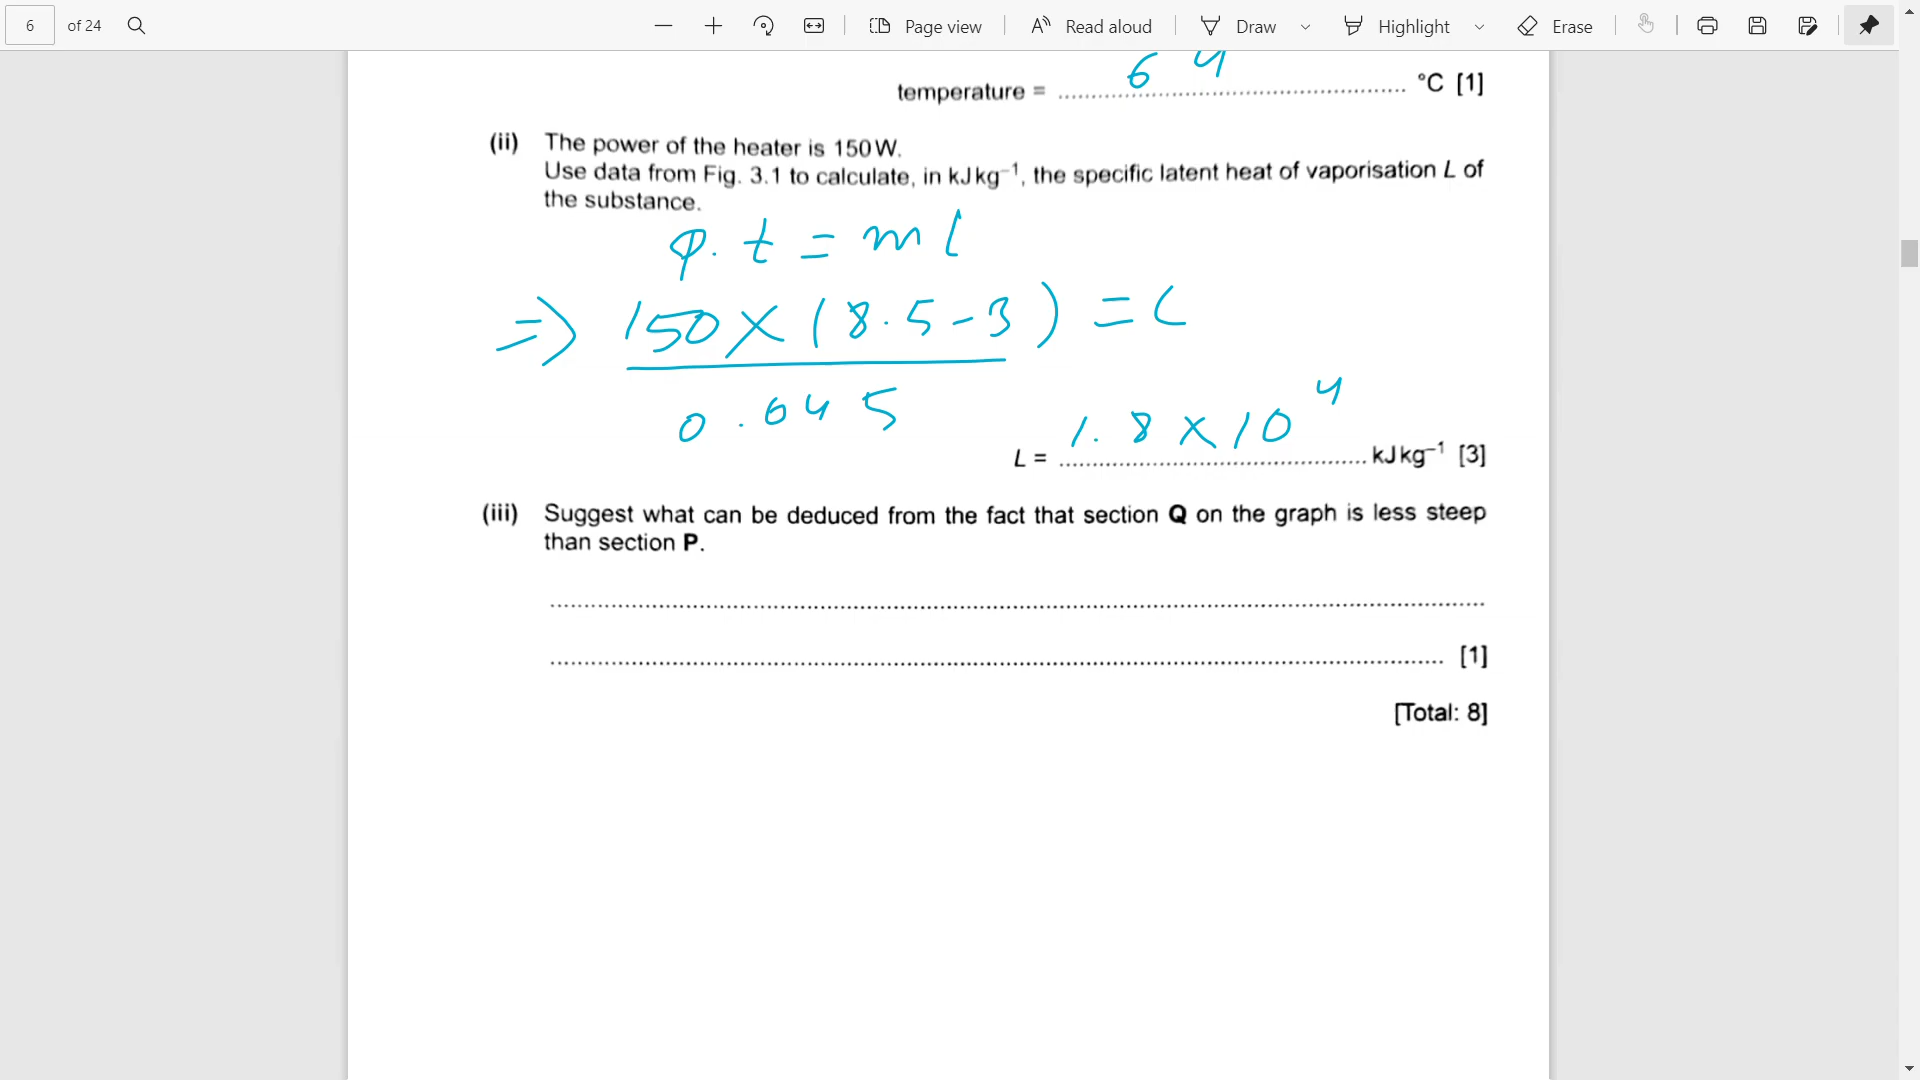 6 of 24 Page view Read aloud Draw Highlight Erase
6 4
temperature = .......... °C [1]
(ii) The power of the heater is 150 W.
Use data from Fig. 3.1 to calculate, in kJ kg⁻¹, the specific latent heat of vaporisation L of
the substance.
P. t = m l
=> 150 × (8.5 - 3) = L
0.045
1.8 × 10⁴
L = .......... kJ kg⁻¹ [3]
(iii) Suggest what can be deduced from the fact that section Q on the graph is less steep
than section P.
..........
.......... [1]
[Total: 8]